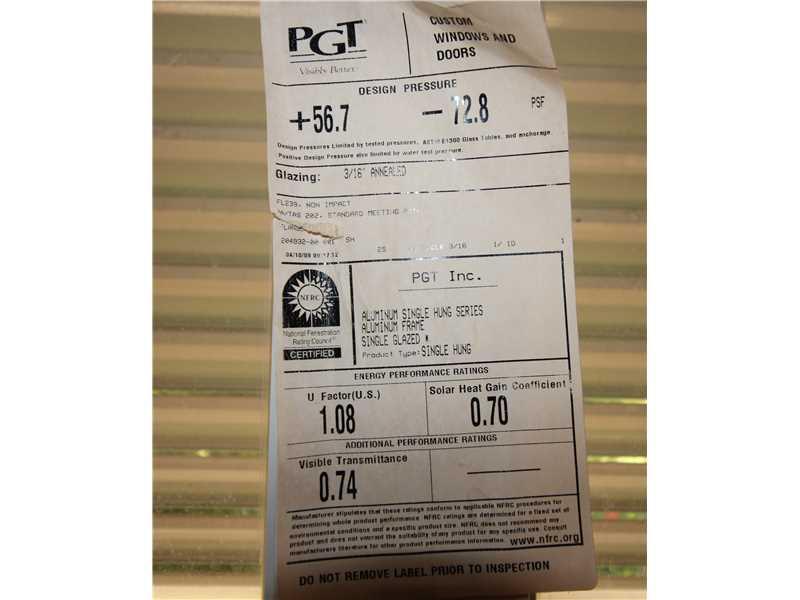 PGT
Visibly Better
CUSTOM
WINDOWS AND
DOORS
DESIGN PRESSURE
+56.7 -72.8 PSF
Design Pressures Limited by tested pressures, ASTM E1300 Glass Tables, and anchorage.
Positive Design Pressure also limited by water test pressure.
Glazing: 3/16" ANNEALED
FL239, NON IMPACT
TAS 202, STANDARD MEETING
204932-00 001 SH
25 3/16 1/ 10 1
PGT Inc.
NFRC
National Fenestration
Rating Council
CERTIFIED
ALUMINUM SINGLE HUNG SERIES
ALUMINUM FRAME
SINGLE GLAZED
Product Type: SINGLE HUNG
ENERGY PERFORMANCE RATINGS
U Factor(U.S.) Solar Heat Gain Coefficient
1.08 0.70
ADDITIONAL PERFORMANCE RATINGS
Visible Transmittance
0.74
Manufacturer stipulates that these ratings conform to applicable NFRC procedures for
determining whole product performance. NFRC ratings are determined for a fixed set of
environmental conditions and a specific product size. NFRC does not recommend any
product and does not warrant the suitability of any product for any specific use. Consult
manufacturers literature for other product performance information. www.nfrc.org
DO NOT REMOVE LABEL PRIOR TO INSPECTION